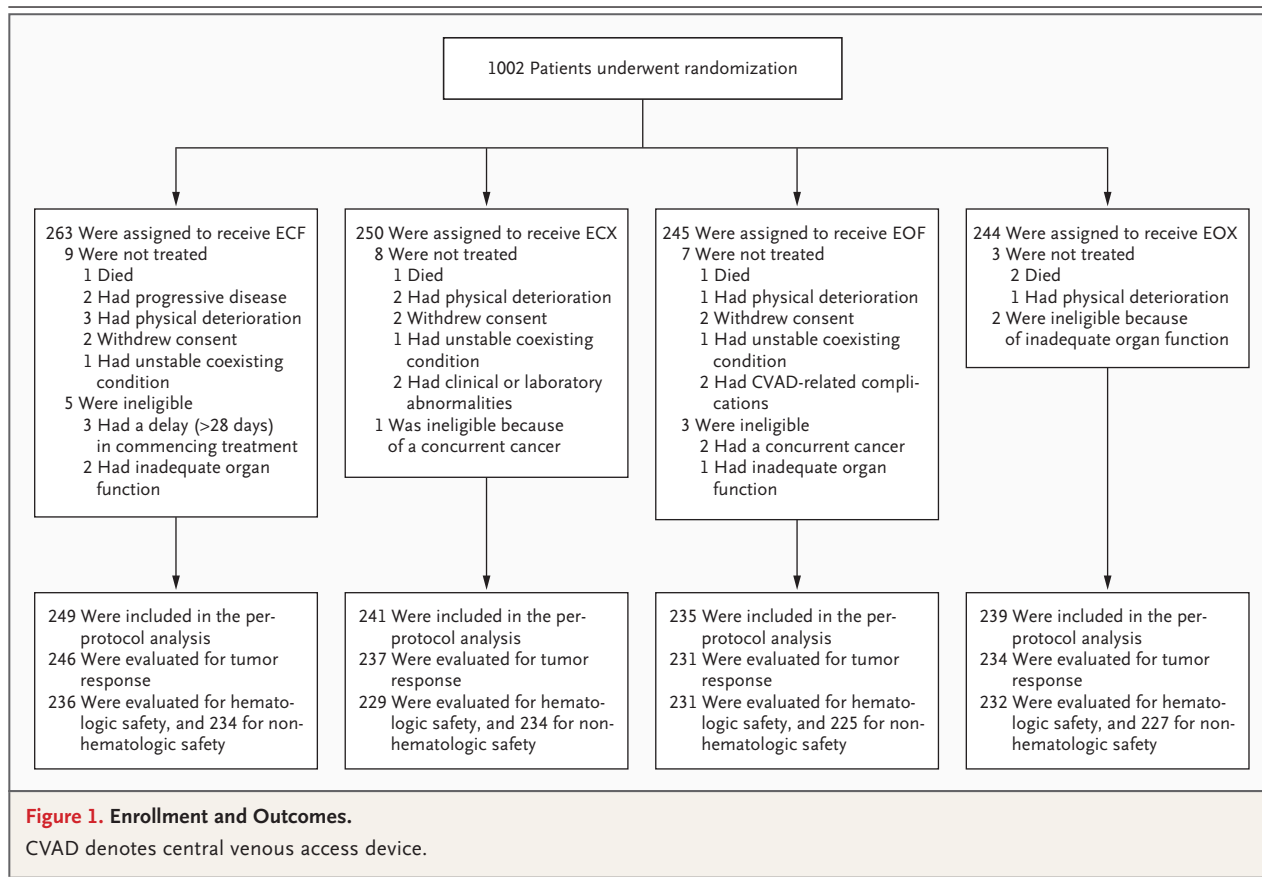 1002 Patients underwent randomization
263 Were assigned to receive ECF
9 Were not treated
1 Died
2 Had progressive disease
3 Had physical deterioration
2 Withdrew consent
1 Had unstable coexisting
condition
5 Were ineligible
3 Had a delay (>28 days)
in commencing treatment
2 Had inadequate organ
function
250 Were assigned to receive ECX
8 Were not treated
1 Died
2 Had physical deterioration
2 Withdrew consent
1 Had unstable coexisting
condition
2 Had clinical or laboratory
abnormalities
1 Was ineligible because
of a concurrent cancer
245 Were assigned to receive EOF
7 Were not treated
1 Died
1 Had physical deterioration
2 Withdrew consent
1 Had unstable coexisting
condition
2 Had CVAD-related compli-
cations
3 Were ineligible
2 Had a concurrent cancer
1 Had inadequate organ
function
244 Were assigned to receive EOX
3 Were not treated
2 Died
1 Had physical deterioration
2 Were ineligible because
of inadequate organ function
249 Were included in the per-
protocol analysis
246 Were evaluated for tumor
response
236 Were evaluated for hemato-
logic safety, and 234 for non-
hematologic safety
241 Were included in the per-
protocol analysis
237 Were evaluated for tumor
response
229 Were evaluated for hemato-
logic safety, and 234 for non-
hematologic safety
235 Were included in the per-
protocol analysis
231 Were evaluated for tumor
response
231 Were evaluated for hemato-
logic safety, and 225 for non-
hematologic safety
239 Were included in the per-
protocol analysis
234 Were evaluated for tumor
response
232 Were evaluated for hemato-
logic safety, and 227 for non-
hematologic safety
Figure 1. Enrollment and Outcomes.
CVAD denotes central venous access device.